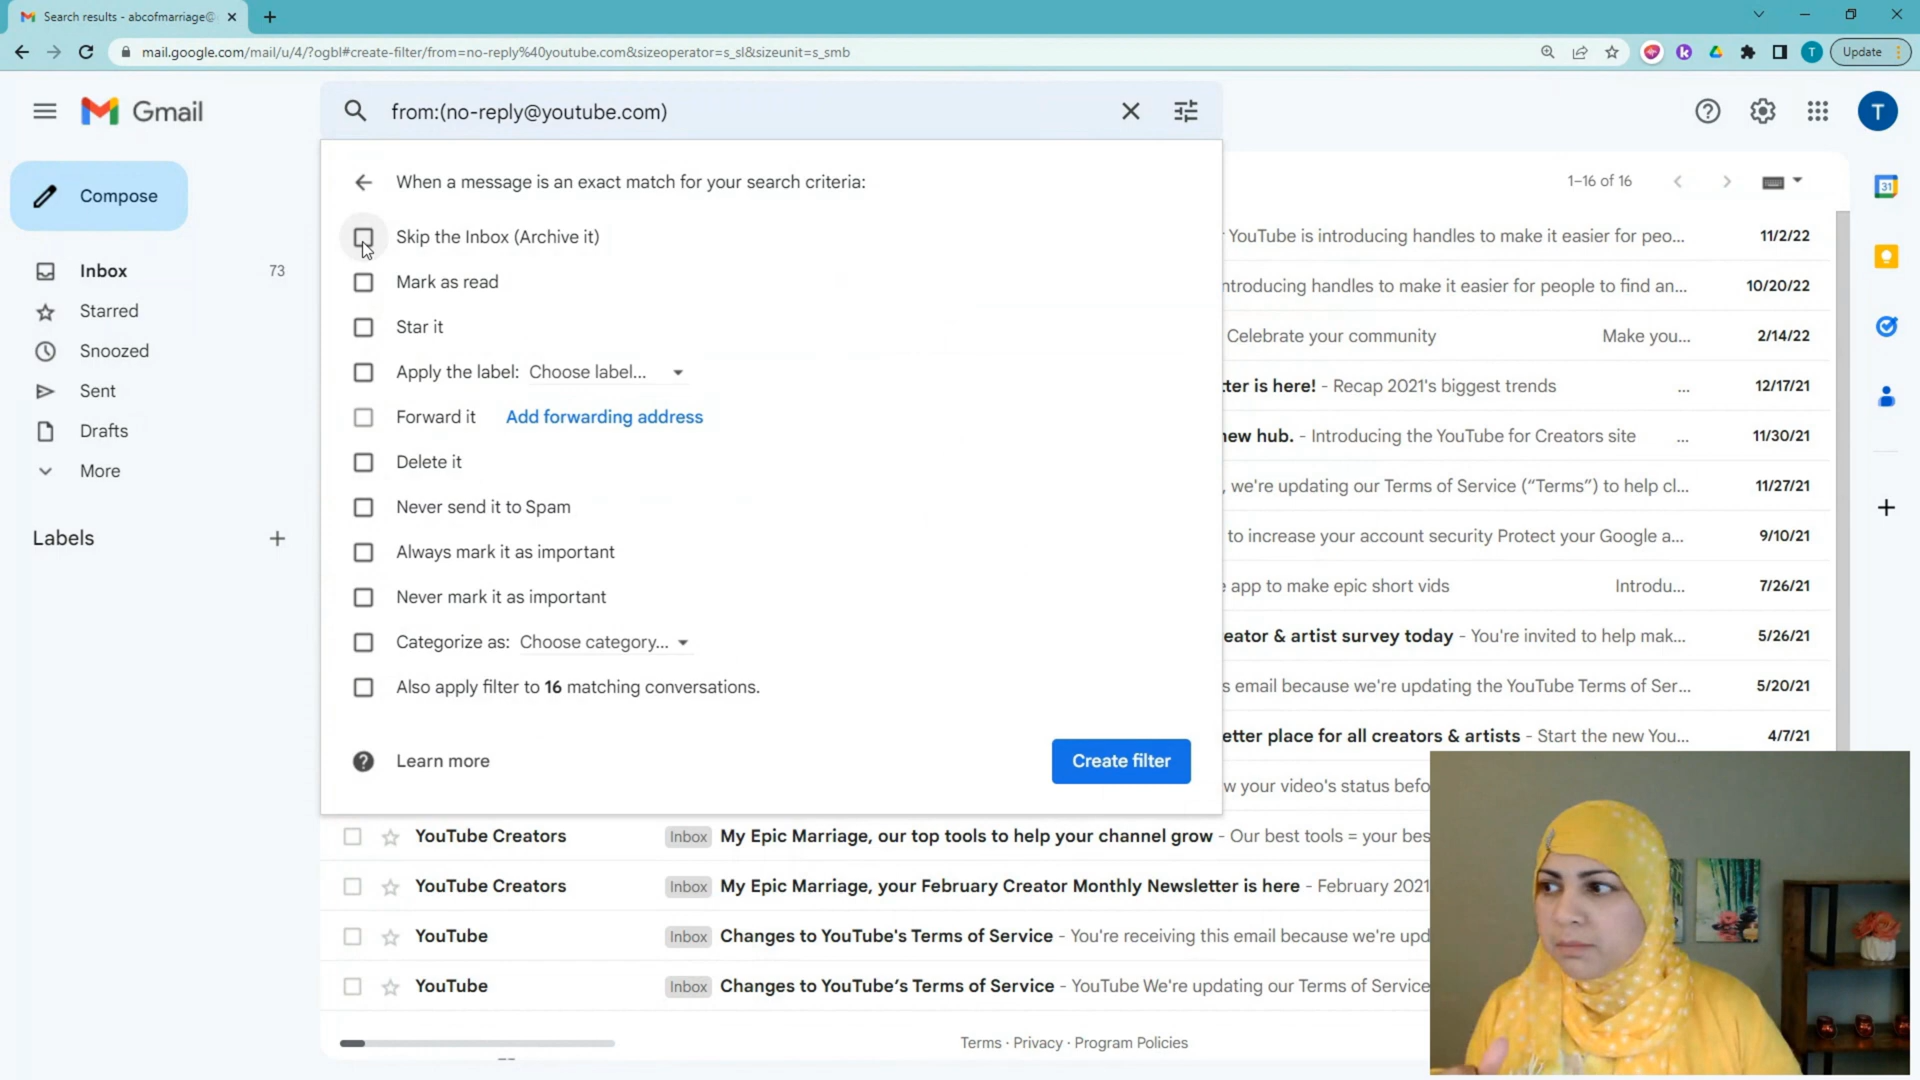 Search results - abcofmarriage@
mail.google.com/mail/u/4/?ogbl#create-filter/from=no-reply%40youtube.com&sizeoperator=s_sl&sizeunit=s_smb
k
T
Update
Gmail
from:(no-reply@youtube.com)
T
Compose
When a message is an exact match for your search criteria:
1–16 of 16
31
Skip the Inbox (Archive it)
YouTube is introducing handles to make it easier for peo... 11/2/22
Inbox 73
Mark as read
ntroducing handles to make it easier for people to find an... 10/20/22
Starred
Star it
Celebrate your community Make you... 2/14/22
Snoozed
Apply the label: Choose label...
tter is here! - Recap 2021's biggest trends ... 12/17/21
Sent
Forward it Add forwarding address
new hub. - Introducing the YouTube for Creators site ... 11/30/21
Drafts
Delete it
More
, we're updating our Terms of Service (“Terms”) to help cl... 11/27/21
Never send it to Spam
Labels
to increase your account security Protect your Google a... 9/10/21
Always mark it as important
e app to make epic short vids Introdu... 7/26/21
Never mark it as important
eator & artist survey today - You're invited to help mak... 5/26/21
Categorize as: Choose category...
Also apply filter to 16 matching conversations.
s email because we're updating the YouTube Terms of Ser... 5/20/21
etter place for all creators & artists - Start the new You... 4/7/21
Learn more
Create filter
w your video's status befo
YouTube Creators Inbox My Epic Marriage, our top tools to help your channel grow - Our best tools = your bes
YouTube Creators Inbox My Epic Marriage, your February Creator Monthly Newsletter is here - February 2021
YouTube Inbox Changes to YouTube's Terms of Service - You're receiving this email because we're upd
YouTube Inbox Changes to YouTube’s Terms of Service - YouTube We're updating our Terms of Service
Terms · Privacy · Program Policies